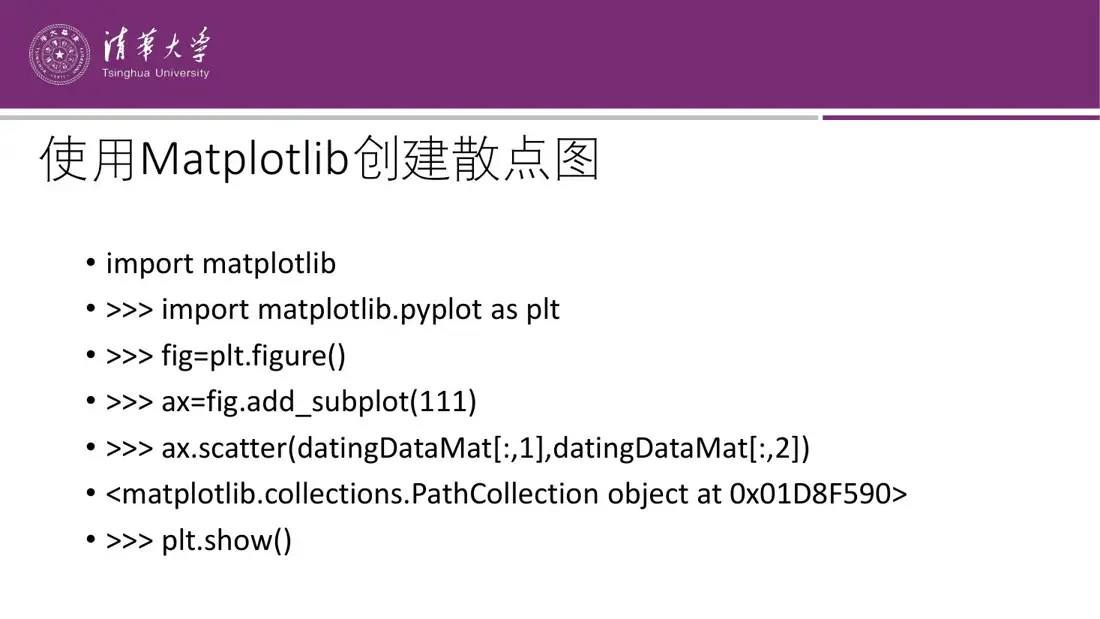 清华大学
Tsinghua University
使用Matplotlib创建散点图
• import matplotlib
• >>> import matplotlib.pyplot as plt
• >>> fig=plt.figure()
• >>> ax=fig.add_subplot(111)
• >>> ax.scatter(datingDataMat[:,1],datingDataMat[:,2])
• <matplotlib.collections.PathCollection object at 0x01D8F590>
• >>> plt.show()